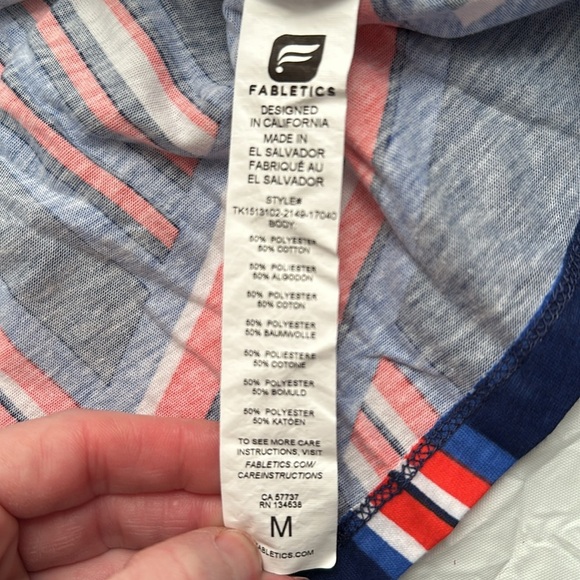 FABLETICS
DESIGNED
IN CALIFORNIA
MADE IN
EL SALVADOR
FABRIQUÉ AU
EL SALVADOR
STYLE#
TK1513102-2149-17040
BODY
50% POLYESTER
50% COTTON
50% POLIESTER
50% ALGODON
50% POLYESTER
50% COTON
50% POLYESTER
50% BAUMWOLLE
50% POLIESTERE
50% COTONE
50% POLYESTER
50% BOMULD
50% POLYESTER
50% KATOEN
TO SEE MORE CARE
INSTRUCTIONS, VISIT
FABLETICS.COM/
CAREINSTRUCTIONS
CA 57737
RN 134638
M
ABLETICS.COM